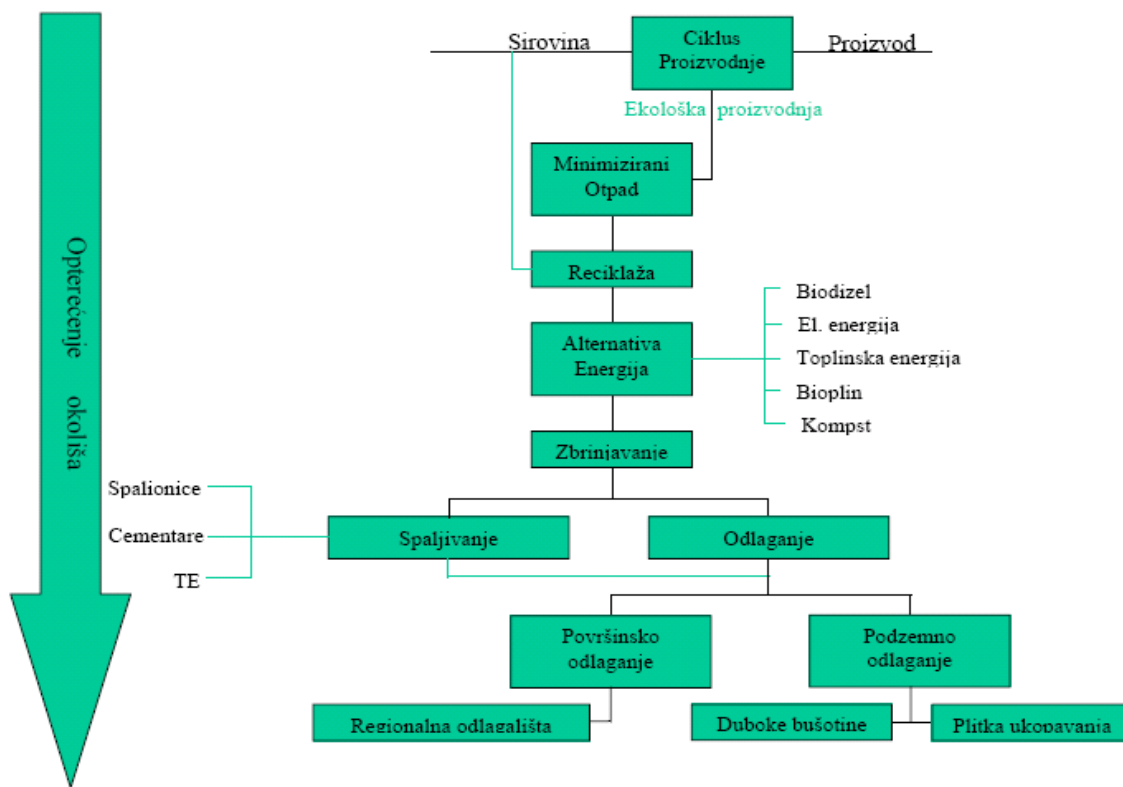 Sirovina
Ciklus
Proizvodnje
Proizvod
Ekološka proizvodnja
Minimizirani
Otpad
Reciklaža
Alternativa
Energija
Biodizel
El. energija
Toplinska energija
Bioplin
Kompst
Zbrinjavanje
Opterećenje okoliša
Spalionice
Cementare
TE
Spaljivanje
Odlaganje
Površinsko
odlaganje
Podzemno
odlaganje
Regionalna odlagališta
Duboke bušotine
Plitka ukopavanja